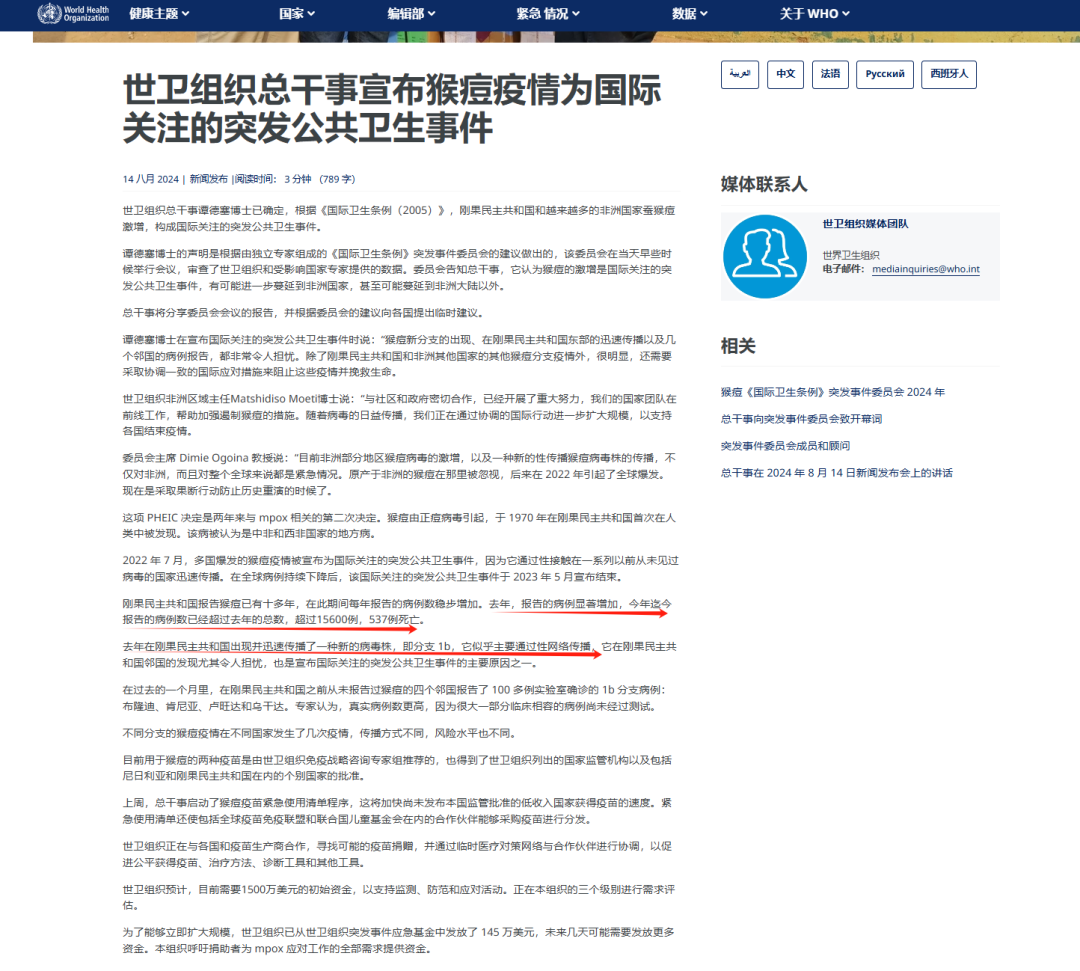 World Health
Organization
健康主题
国家
编辑部
紧急 情况
数据
关于 WHO
العربية
中文
法语
Русский
西班牙人
世卫组织总干事宣布猴痘疫情为国际
关注的突发公共卫生事件
14 八月 2024 | 新闻发布 |阅读时间: 3 分钟 (789 字)
世卫组织总干事谭德塞博士已确定，根据《国际卫生条例（2005）》，刚果民主共和国和越来越多的非洲国家蚕猴痘
激增，构成国际关注的突发公共卫生事件。
谭德塞博士的声明是根据由独立专家组成的《国际卫生条例》突发事件委员会的建议做出的，该委员会在当天早些时
候举行会议，审查了世卫组织和受影响国家专家提供的数据。委员会告知总干事，它认为猴痘的激增是国际关注的突
发公共卫生事件，有可能进一步蔓延到非洲国家，甚至可能蔓延到非洲大陆以外。
总干事将分享委员会会议的报告，并根据委员会的建议向各国提出临时建议。
谭德塞博士在宣布国际关注的突发公共卫生事件时说：“猴痘新分支的出现、在刚果民主共和国东部的迅速传播以及几
个邻国的病例报告，都非常令人担忧。除了刚果民主共和国和非洲其他国家的其他猴痘分支疫情外，很明显，还需要
采取协调一致的国际应对措施来阻止这些疫情并挽救生命。
世卫组织非洲区域主任Matshidiso Moeti博士说：“与社区和政府密切合作，已经开展了重大努力，我们的国家团队在
前线工作，帮助加强遏制猴痘的措施。随着病毒的日益传播，我们正在通过协调的国际行动进一步扩大规模，以支持
各国结束疫情。
委员会主席 Dimie Ogoina 教授说：“目前非洲部分地区猴痘病毒的激增，以及一种新的性传播猴痘病毒株的传播，不
仅对非洲，而且对整个全球来说都是紧急情况。原产于非洲的猴痘在那里被忽视，后来在 2022 年引起了全球爆发。
现在是采取果断行动防止历史重演的时候了。
这项 PHEIC 决定是两年来与 mpox 相关的第二次决定。猴痘由正痘病毒引起，于 1970 年在刚果民主共和国首次在人
类中被发现。该病被认为是中非和西非国家的地方病。
2022 年 7 月，多国爆发的猴痘疫情被宣布为国际关注的突发公共卫生事件，因为它通过性接触在一系列以前从未见过
病毒的国家迅速传播。在全球病例持续下降后，该国际关注的突发公共卫生事件于 2023 年 5 月宣布结束。
刚果民主共和国报告猴痘已有十多年，在此期间每年报告的病例数稳步增加。去年，报告的病例显著增加，今年迄今
报告的病例数已经超过去年的总数，超过15600例，537例死亡。
去年在刚果民主共和国出现并迅速传播了一种新的病毒株，即分支 1b，它似乎主要通过性网络传播，它在刚果民主共
和国邻国的发现尤其令人担忧，也是宣布国际关注的突发公共卫生事件的主要原因之一。
在过去的一个月里，在刚果民主共和国之前从未报告过猴痘的四个邻国报告了 100 多例实验室确诊的 1b 分支病例：
布隆迪、肯尼亚、卢旺达和乌干达。专家认为，真实病例数更高，因为很大一部分临床相容的病例尚未经过测试。
不同分支的猴痘疫情在不同国家发生了几次疫情，传播方式不同，风险水平也不同。
目前用于猴痘的两种疫苗是由世卫组织免疫战略咨询专家组推荐的，也得到了世卫组织列出的国家监管机构以及包括
尼日利亚和刚果民主共和国在内的个别国家的批准。
上周，总干事启动了猴痘疫苗紧急使用清单程序，这将加快尚未发布本国监管批准的低收入国家获得疫苗的速度。紧
急使用清单还使包括全球疫苗免疫联盟和联合国儿童基金会在内的合作伙伴能够采购疫苗进行分发。
世卫组织正在与各国和疫苗生产商合作，寻找可能的疫苗捐赠，并通过临时医疗对策网络与合作伙伴进行协调，以促
进公平获得疫苗、治疗方法、诊断工具和其他工具。
世卫组织预计，目前需要1500万美元的初始资金，以支持监测、防范和应对活动。正在本组织的三个级别进行需求评
估。
为了能够立即扩大规模，世卫组织已从世卫组织突发事件应急基金中发放了 145 万美元，未来几天可能需要发放更多
资金。本组织呼吁捐助者为 mpox 应对工作的全部需求提供资金。
媒体联系人
世卫组织媒体团队
世界卫生组织
电子邮件: mediainquiries@who.int
相关
猴痘《国际卫生条例》突发事件委员会 2024 年
总干事向突发事件委员会致开幕词
突发事件委员会成员和顾问
总干事在 2024 年 8 月 14 日新闻发布会上的讲话